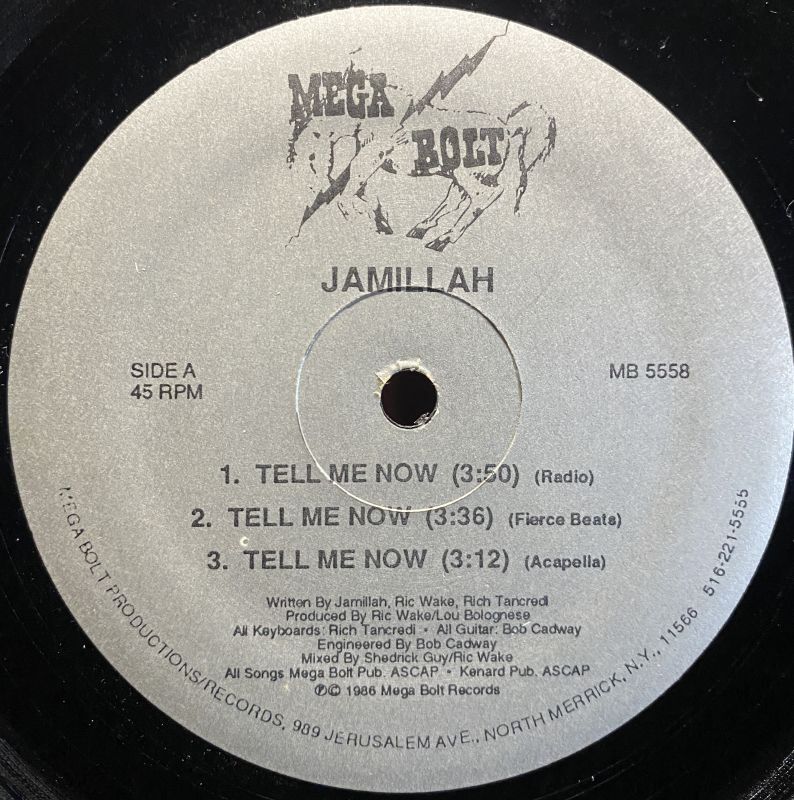 MEGA
BOLT
JAMILLAH
SIDE A
45 RPM
MB 5558
1. TELL ME NOW (3:50) (Radio)
2. TELL ME NOW (3:36) (Fierce Beats)
3. TELL ME NOW (3:12) (Acapella)
Written By Jamillah, Ric Wake, Rich Tancredi
Produced By Ric Wake/Lou Bolognese
All Keyboards: Rich Tancredi • All Guitar: Bob Cadway
Engineered By Bob Cadway
Mixed By Shedrick Guy/Ric Wake
All Songs Mega Bolt Pub. ASCAP • Kenard Pub. ASCAP
℗© 1986 Mega Bolt Records
MEGA BOLT PRODUCTIONS/RECORDS, 989 JERUSALEM AVE., NORTH MERRICK, N.Y., 11566 516-221-5555